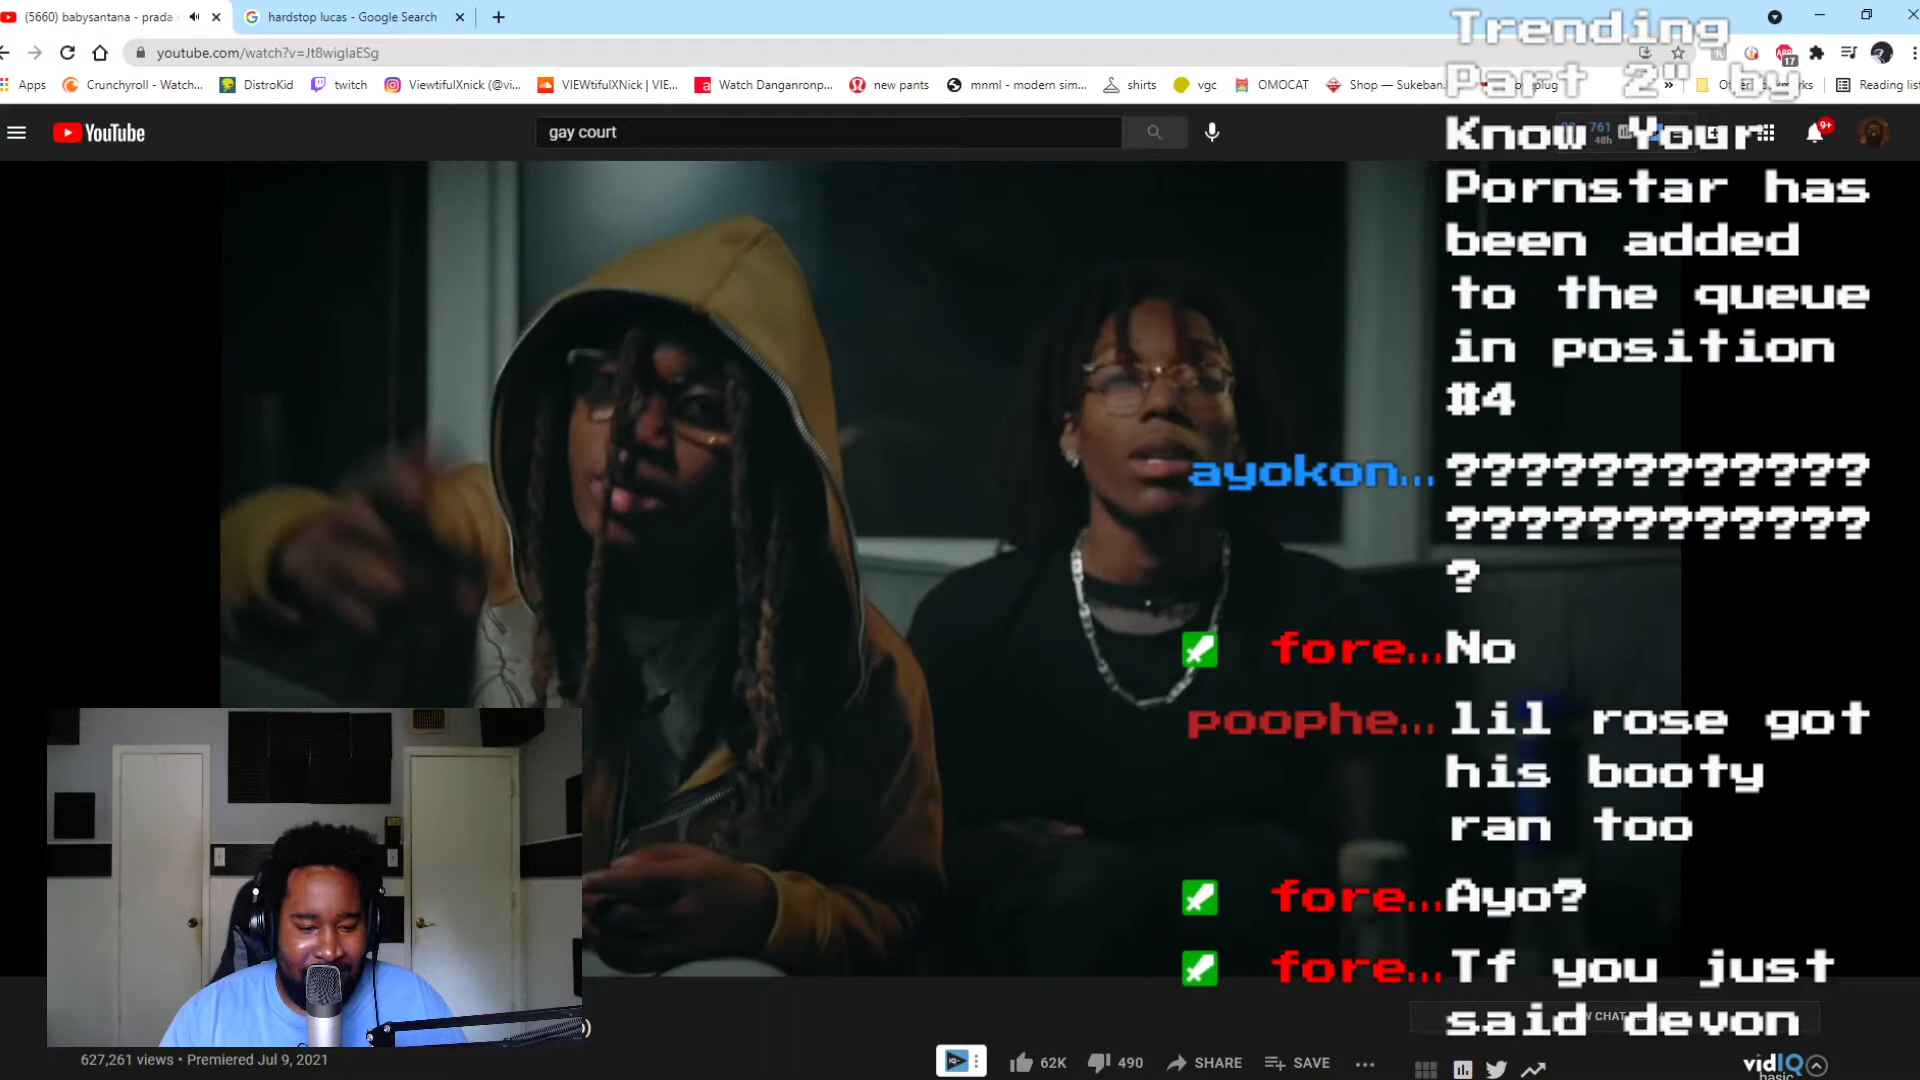 (5660) babysantana - prada
hardstop lucas - Google Search
youtube.com/watch?v=Jt8wigIaESg
Apps
Crunchyroll - Watch...
DistroKid
twitch
ViewtifulXNick (@vi...
VIEWtifulXNick | VIE...
Watch Danganronp...
new pants
mnml - modern sim...
shirts
vgc
OMOCAT
Shop — Sukeban
»
Reading list
YouTube
gay court
761
48h
9+
17
Trending
Part 2" by
Know Your
Pornstar has
been added
to the queue
in position
#4
ayokon... ????????????
????????????
?
fore... No
poophe... lil rose got
his booty
ran too
fore... Ayo?
fore... Tf you just
said devon
627,261 views • Premiered Jul 9, 2021
62K
490
SHARE
SAVE
vidIQ
basic